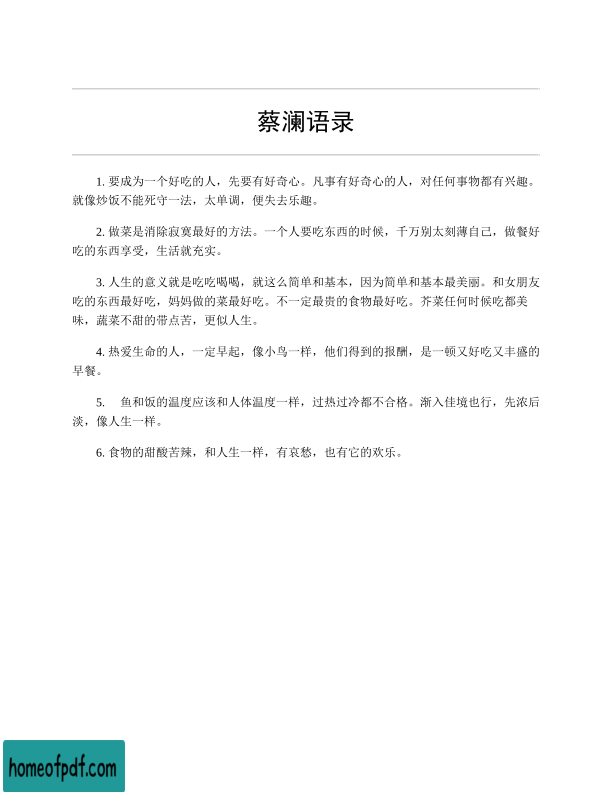 蔡澜语录
1. 要成为一个好吃的人，先要有好奇心。凡事有好奇心的人，对任何事物都有兴趣。
就像炒饭不能死守一法，太单调，便失去乐趣。
2. 做菜是消除寂寞最好的方法。一个人要吃东西的时候，千万别太刻薄自己，做餐好
吃的东西享受，生活就充实。
3. 人生的意义就是吃吃喝喝，就这么简单和基本，因为简单和基本最美丽。和女朋友
吃的东西最好吃，妈妈做的菜最好吃。不一定最贵的食物最好吃。芥菜任何时候吃都美
味，蔬菜不甜的带点苦，更似人生。
4. 热爱生命的人，一定早起，像小鸟一样，他们得到的报酬，是一顿又好吃又丰盛的
早餐。
5. 鱼和饭的温度应该和人体温度一样，过热过冷都不合格。渐入佳境也行，先浓后
淡，像人生一样。
6. 食物的甜酸苦辣，和人生一样，有哀愁，也有它的欢乐。
homeofpdf.com